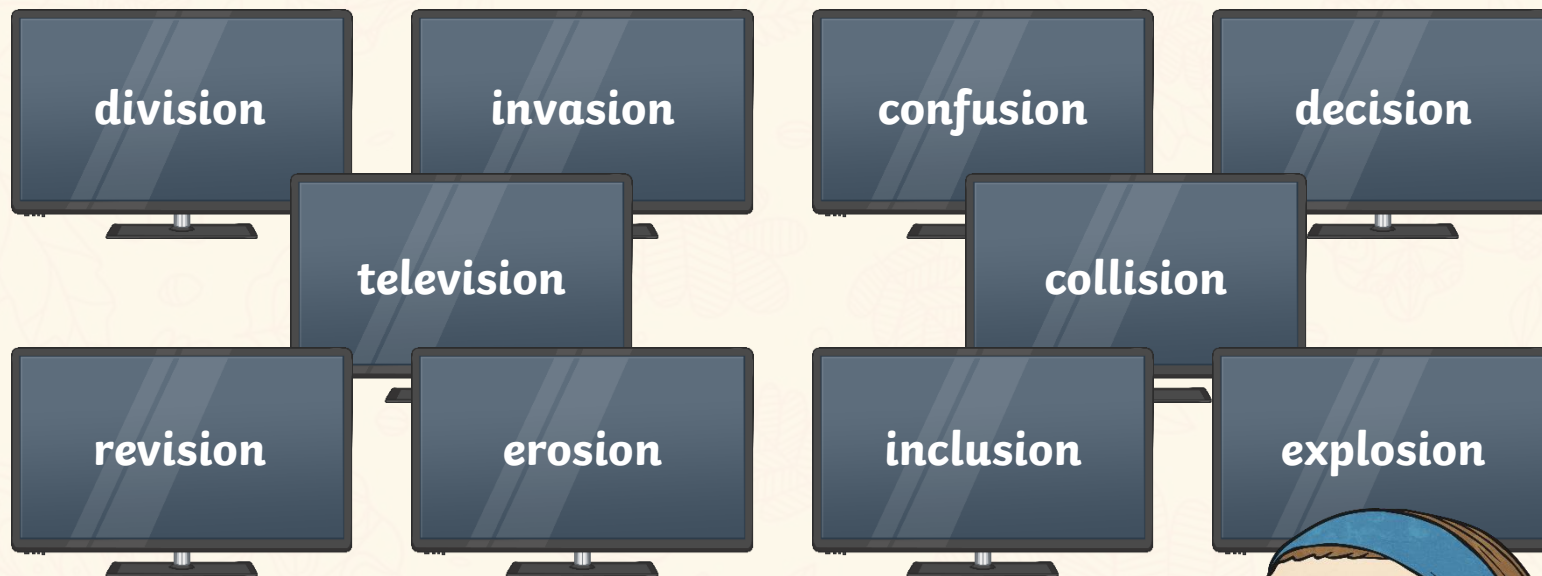 division
invasion
confusion
decision
television
collision
revision
erosion
inclusion
explosion